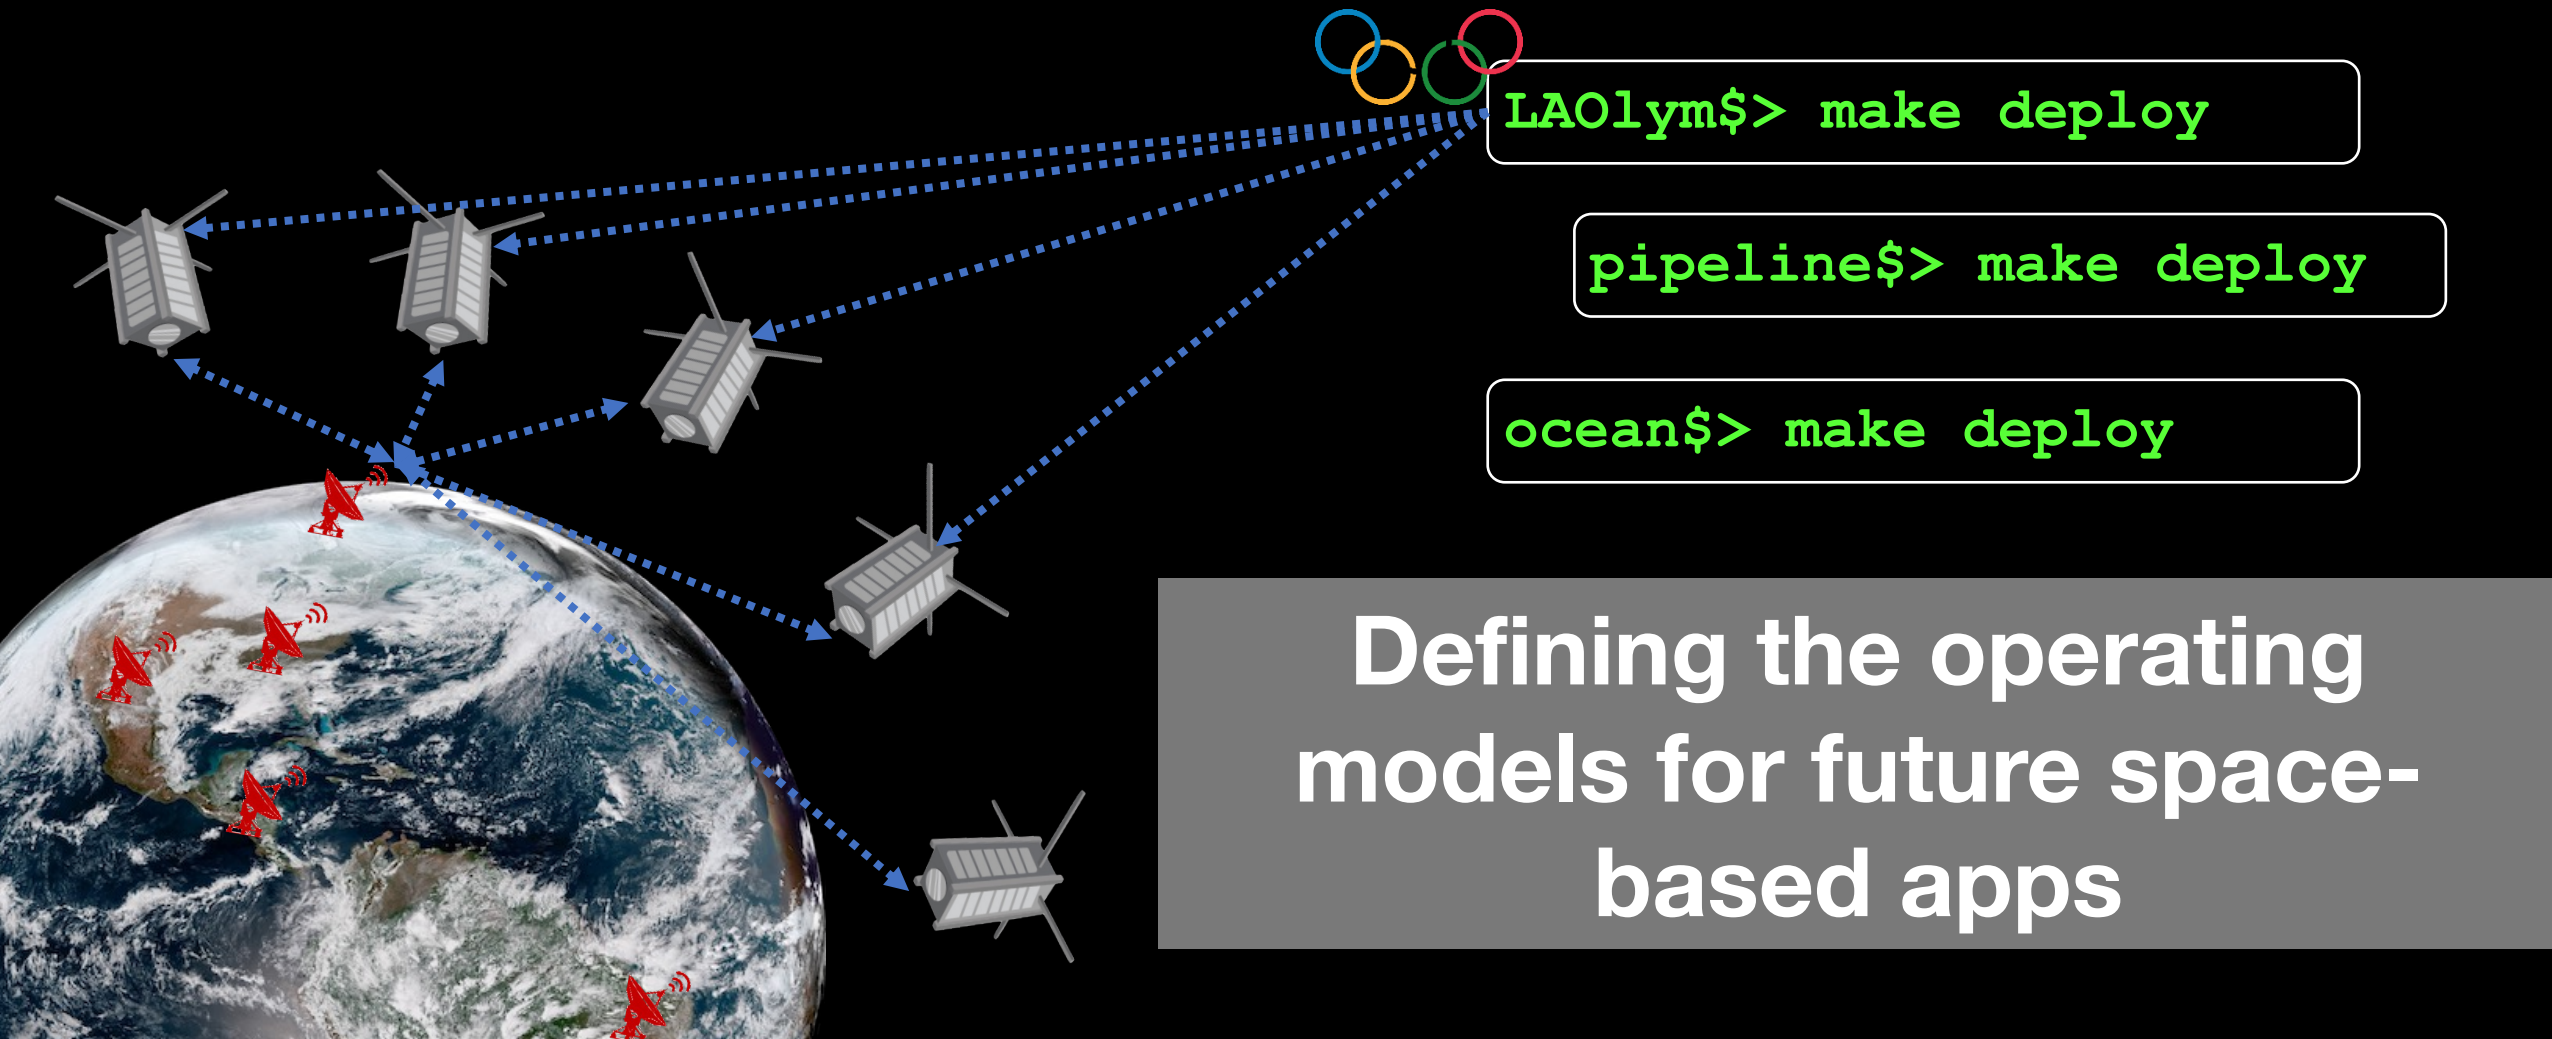 LAOlym$> make deploy
pipeline$> make deploy
ocean$> make deploy
Defining the operating
models for future space-
based apps